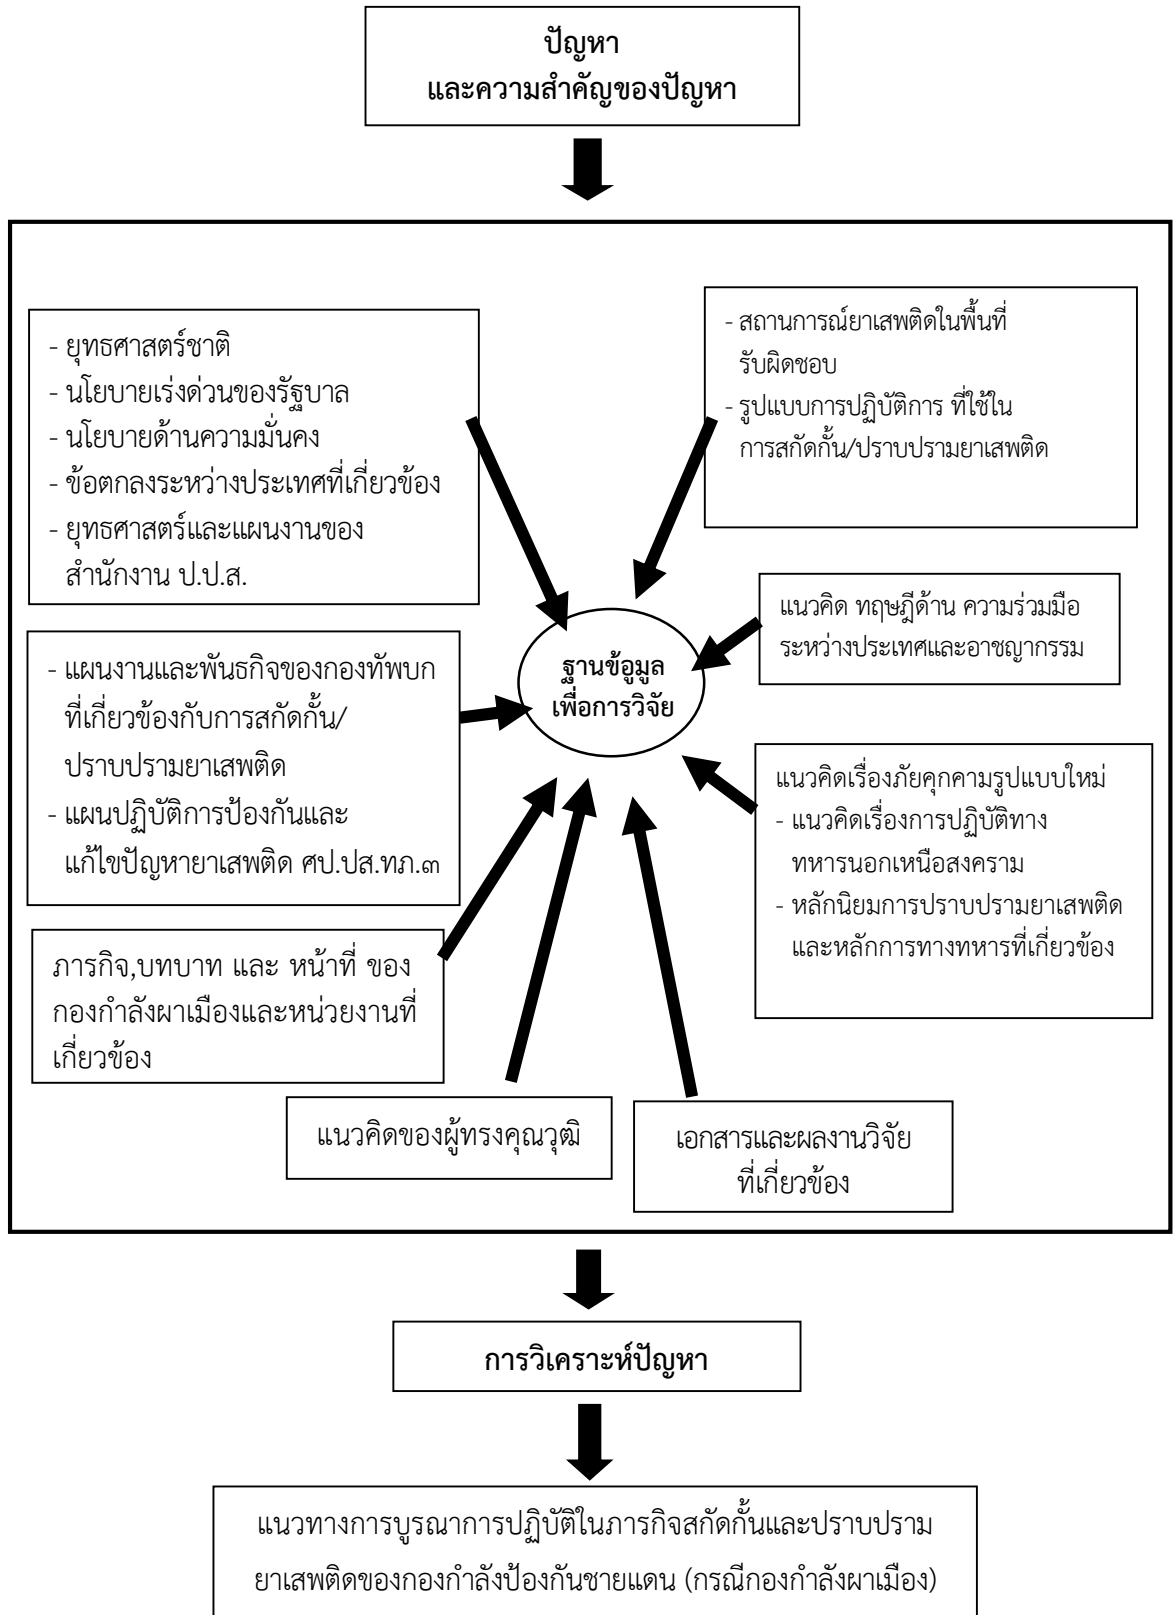 ปัญหา
และความสำคัญของปัญหา
- ยุทธศาสตร์ชาติ
- นโยบายเร่งด่วนของรัฐบาล
- นโยบายด้านความมั่นคง
- ข้อตกลงระหว่างประเทศที่เกี่ยวข้อง
- ยุทธศาสตร์และแผนงานของ
สำนักงาน ป.ป.ส.
- สถานการณ์ยาเสพติดในพื้นที่
รับผิดชอบ
- รูปแบบการปฏิบัติการ ที่ใช้ใน
การสกัดกั้น/ปราบปรามยาเสพติด
แนวคิด ทฤษฎีด้าน ความร่วมมือ
ระหว่างประเทศและอาชญากรรม
ฐานข้อมูล
เพื่อการวิจัย
- แผนงานและพันธกิจของกองทัพบก
ที่เกี่ยวข้องกับการสกัดกั้น/
ปราบปรามยาเสพติด
- แผนปฏิบัติการป้องกันและ
แก้ไขปัญหายาเสพติด ศป.ปส.ทภ.๓
แนวคิดเรื่องภัยคุกคามรูปแบบใหม่
- แนวคิดเรื่องการปฏิบัติทาง
ทหารนอกเหนือสงคราม
- หลักนิยมการปราบปรามยาเสพติด
และหลักการทางทหารที่เกี่ยวข้อง
ภารกิจ,บทบาท และ หน้าที่ ของ
กองกำลังผาเมืองและหน่วยงานที่
เกี่ยวข้อง
แนวคิดของผู้ทรงคุณวุฒิ
เอกสารและผลงานวิจัย
ที่เกี่ยวข้อง
การวิเคราะห์ปัญหา
แนวทางการบูรณาการปฏิบัติในภารกิจสกัดกั้นและปราบปราม
ยาเสพติดของกองกำลังป้องกันชายแดน (กรณีกองกำลังผาเมือง)